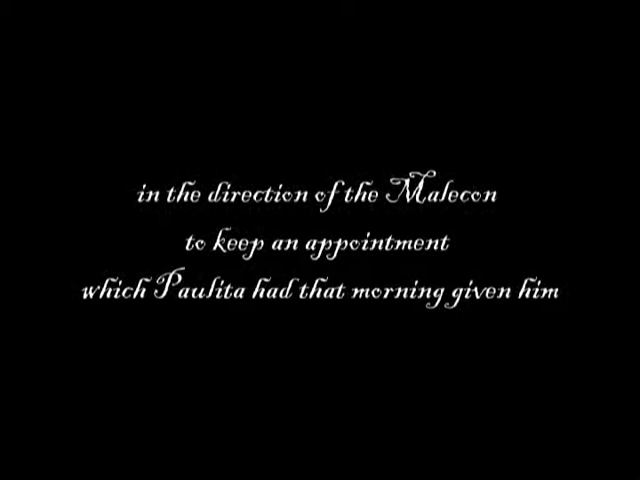 in the direction of the Malecon
to keep an appointment
which Paulita had that morning given him